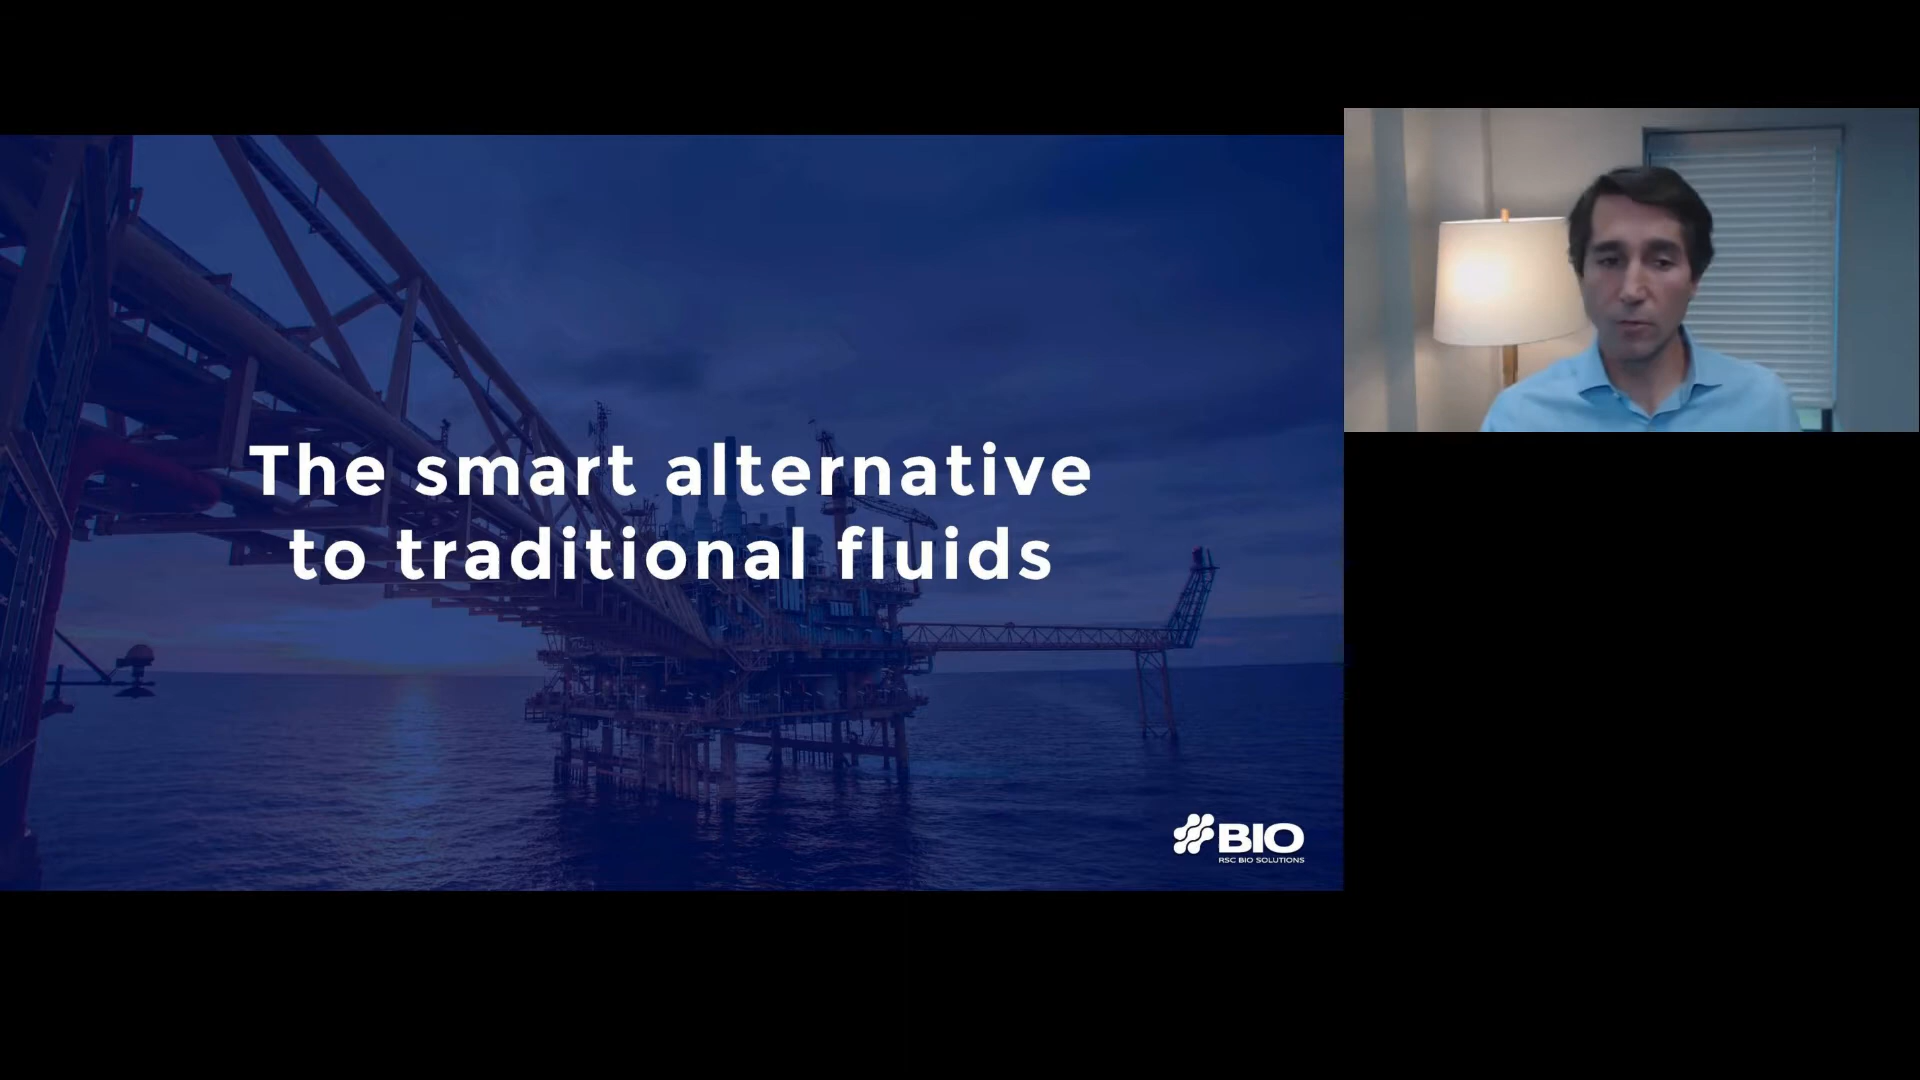 The smart alternative
to traditional fluids
BIO
RSC BIO SOLUTIONS